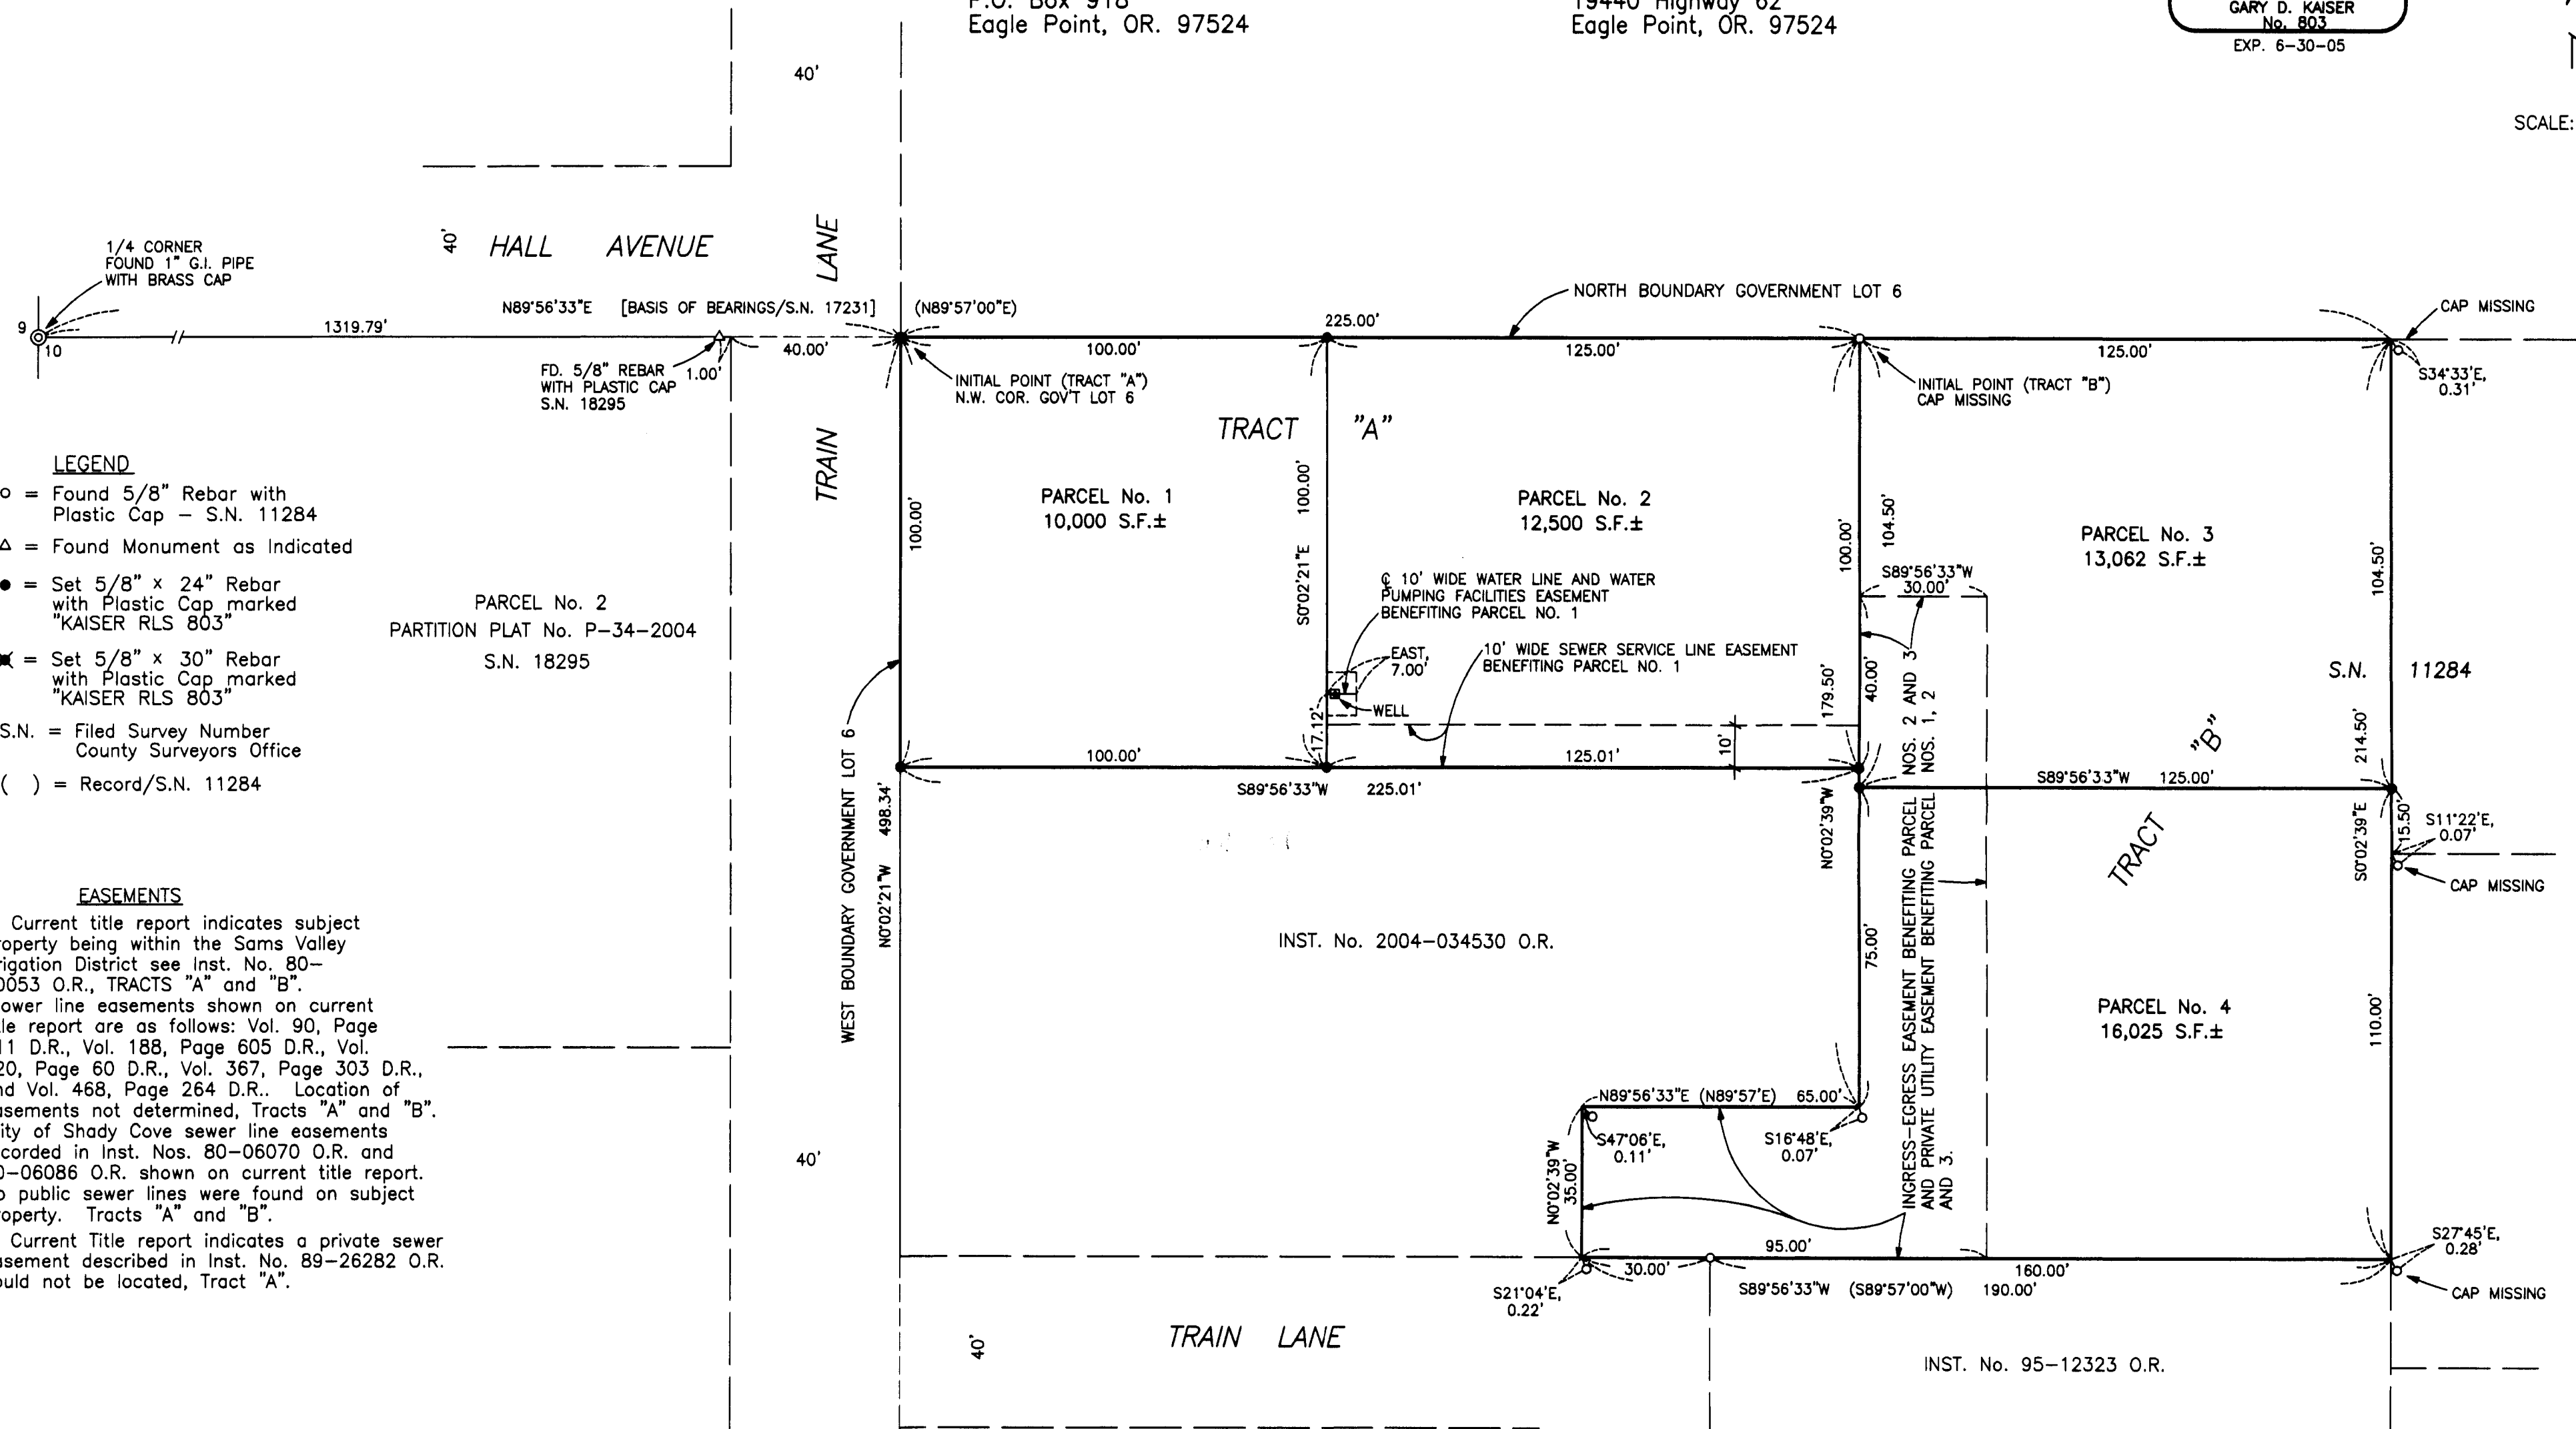 P.O. Box 918
Eagle Point, OR. 97524
19440 Highway 62
Eagle Point, OR. 97524
GARY D. KAISER
No. 803
EXP. 6-30-05
SCALE:
40'
40'
HALL AVENUE
TRAIN LANE
1/4 CORNER
FOUND 1" G.I. PIPE
WITH BRASS CAP
9
10
1319.79'
N89°56'33"E [BASIS OF BEARINGS/S.N. 17231]
(N89°57'00"E)
40.00'
1.00'
FD. 5/8" REBAR
WITH PLASTIC CAP
S.N. 18295
INITIAL POINT (TRACT "A")
N.W. COR. GOV'T LOT 6
225.00'
100.00'
125.00'
125.00'
NORTH BOUNDARY GOVERNMENT LOT 6
CAP MISSING
S34°33'E,
0.31'
INITIAL POINT (TRACT "B")
CAP MISSING
TRACT "A"
PARCEL No. 1
10,000 S.F.±
PARCEL No. 2
12,500 S.F.±
PARCEL No. 3
13,062 S.F.±
100.00'
S0°02'21"E 100.00'
100.00'
104.50'
104.50'
S89°56'33"W
30.00'
℄ 10' WIDE WATER LINE AND WATER
PUMPING FACILITIES EASEMENT
BENEFITING PARCEL NO. 1
10' WIDE SEWER SERVICE LINE EASEMENT
BENEFITING PARCEL NO. 1
EAST,
7.00'
WELL
17.12'
10'
179.50'
40.00'
S.N. 11284
214.50'
TRACT "B"
LEGEND
○ = Found 5/8" Rebar with
Plastic Cap – S.N. 11284
△ = Found Monument as Indicated
● = Set 5/8" x 24" Rebar
with Plastic Cap marked
"KAISER RLS 803"
= Set 5/8" x 30" Rebar
with Plastic Cap marked
"KAISER RLS 803"
S.N. = Filed Survey Number
County Surveyors Office
( ) = Record/S.N. 11284
PARCEL No. 2
PARTITION PLAT No. P-34-2004
S.N. 18295
WEST BOUNDARY GOVERNMENT LOT 6
N0°02'21"W 498.34'
100.00'
125.01'
S89°56'33"W 225.01'
S89°56'33"W 125.00'
N0°02'39"W
75.00'
S0°02'39"E
15.50'
S11°22'E,
0.07'
CAP MISSING
110.00'
INGRESS-EGRESS EASEMENT BENEFITING PARCEL NOS. 2 AND 3
AND PRIVATE UTILITY EASEMENT BENEFITING PARCEL NOS. 1, 2
AND 3.
INST. No. 2004-034530 O.R.
PARCEL No. 4
16,025 S.F.±
EASEMENTS
Current title report indicates subject
roperty being within the Sams Valley
rigation District see Inst. No. 80-
0053 O.R., TRACTS "A" and "B".
ower line easements shown on current
tle report are as follows: Vol. 90, Page
11 D.R., Vol. 188, Page 605 D.R., Vol.
20, Page 60 D.R., Vol. 367, Page 303 D.R.,
nd Vol. 468, Page 264 D.R.. Location of
asements not determined, Tracts "A" and "B".
ity of Shady Cove sewer line easements
corded in Inst. Nos. 80-06070 O.R. and
0-06086 O.R. shown on current title report.
o public sewer lines were found on subject
roperty. Tracts "A" and "B".
Current Title report indicates a private sewer
asement described in Inst. No. 89-26282 O.R.
ould not be located, Tract "A".
40'
40'
N89°56'33"E (N89°57'E) 65.00'
S47°06'E,
0.11'
S16°48'E,
0.07'
N0°02'39"W
35.00'
S21°04'E,
0.22'
30.00'
95.00'
160.00'
S89°56'33"W (S89°57'00"W) 190.00'
S27°45'E,
0.28'
CAP MISSING
TRAIN LANE
INST. No. 95-12323 O.R.